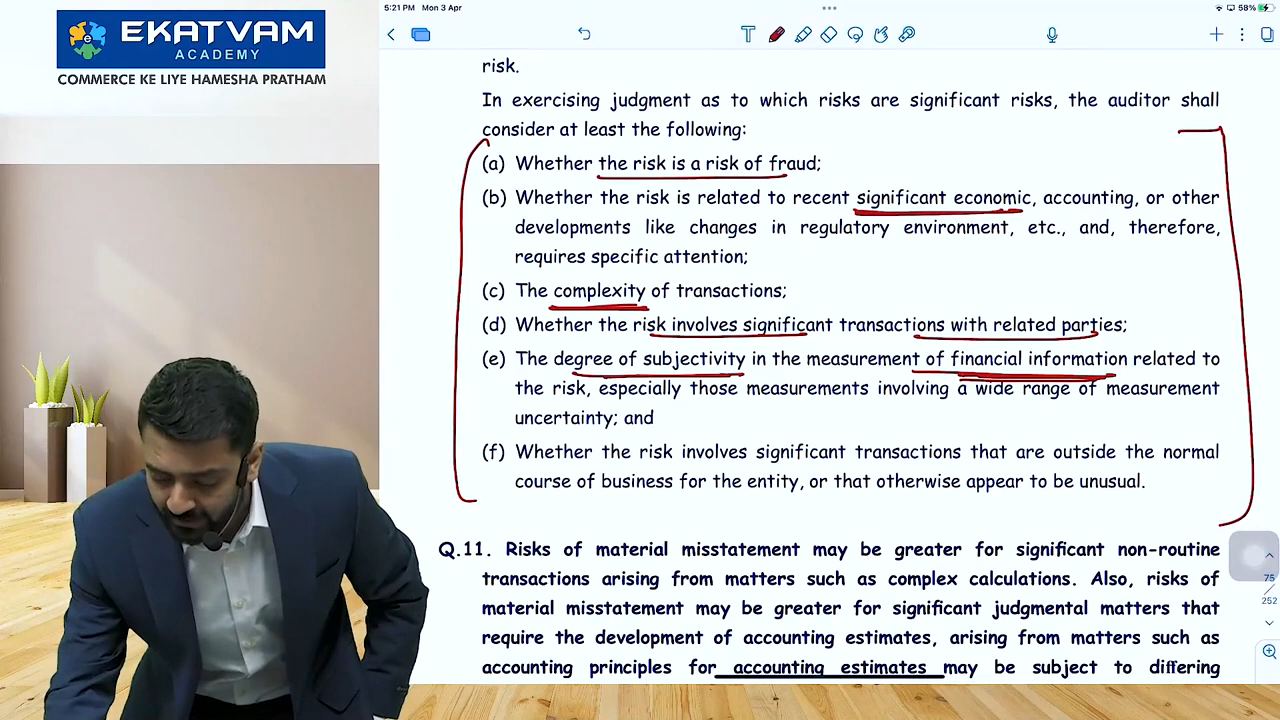 EKATVAM
ACADEMY
COMMERCE KE LIYE HAMESHA PRATHAM
5:21 PM Mon 3 Apr
58%
risk.
In exercising judgment as to which risks are significant risks, the auditor shall
consider at least the following:
(a) Whether the risk is a risk of fraud;
(b) Whether the risk is related to recent significant economic, accounting, or other
developments like changes in regulatory environment, etc., and, therefore,
requires specific attention;
(c) The complexity of transactions;
(d) Whether the risk involves significant transactions with related parties;
(e) The degree of subjectivity in the measurement of financial information related to
the risk, especially those measurements involving a wide range of measurement
uncertainty; and
(f) Whether the risk involves significant transactions that are outside the normal
course of business for the entity, or that otherwise appear to be unusual.
Q.11. Risks of material misstatement may be greater for significant non-routine
transactions arising from matters such as complex calculations. Also, risks of
material misstatement may be greater for significant judgmental matters that
require the development of accounting estimates, arising from matters such as
accounting principles for accounting estimates may be subject to differing
75
252